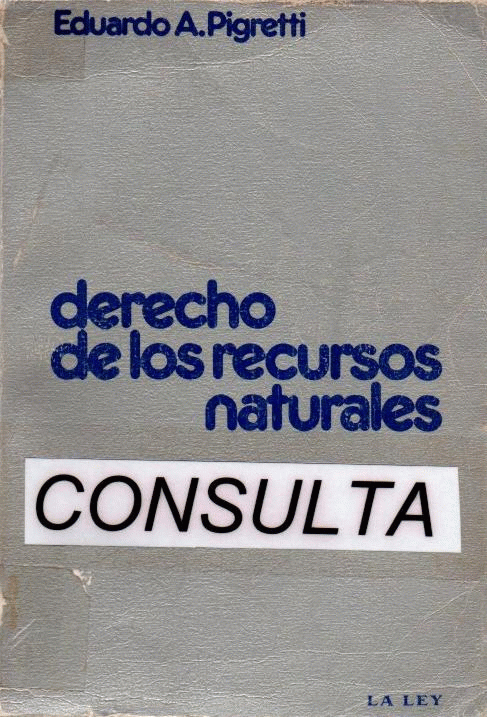 Eduardo A. Pigretti
derecho
de los recursos
naturales
CONSULTA
LA LEY